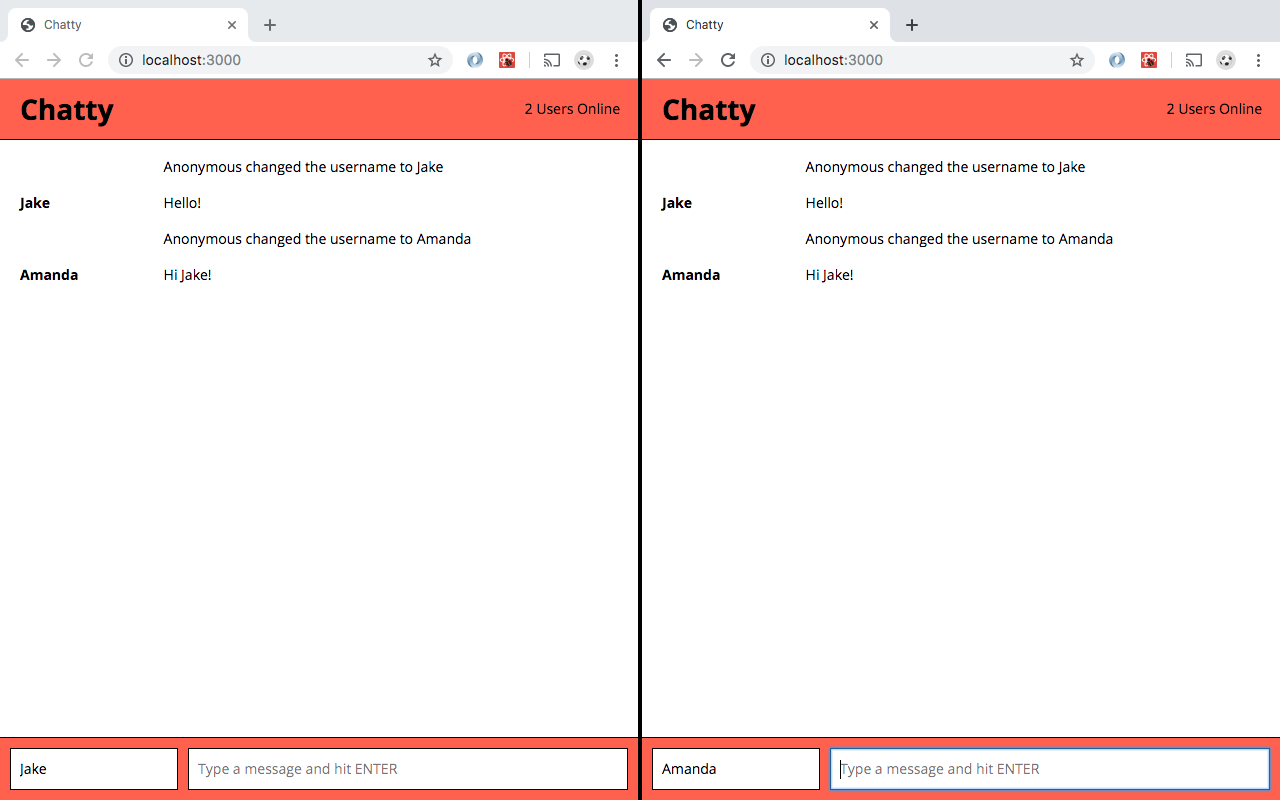 Chatty
localhost:3000
Chatty 2 Users Online
Anonymous changed the username to Jake
Jake Hello!
Anonymous changed the username to Amanda
Amanda Hi Jake!
Jake Type a message and hit ENTER
Chatty
localhost:3000
Chatty 2 Users Online
Anonymous changed the username to Jake
Jake Hello!
Anonymous changed the username to Amanda
Amanda Hi Jake!
Amanda Type a message and hit ENTER